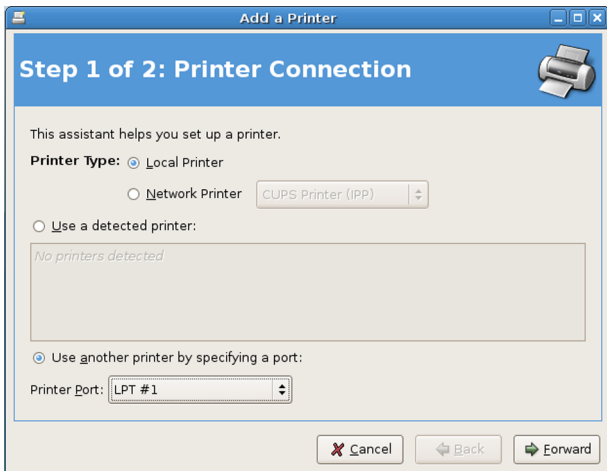 Add a Printer
Step 1 of 2: Printer Connection
This assistant helps you set up a printer.
Printer Type: Local Printer
Network Printer CUPS Printer (IPP)
Use a detected printer:
No printers detected
Use another printer by specifying a port:
Printer Port: LPT #1
Cancel Back Forward